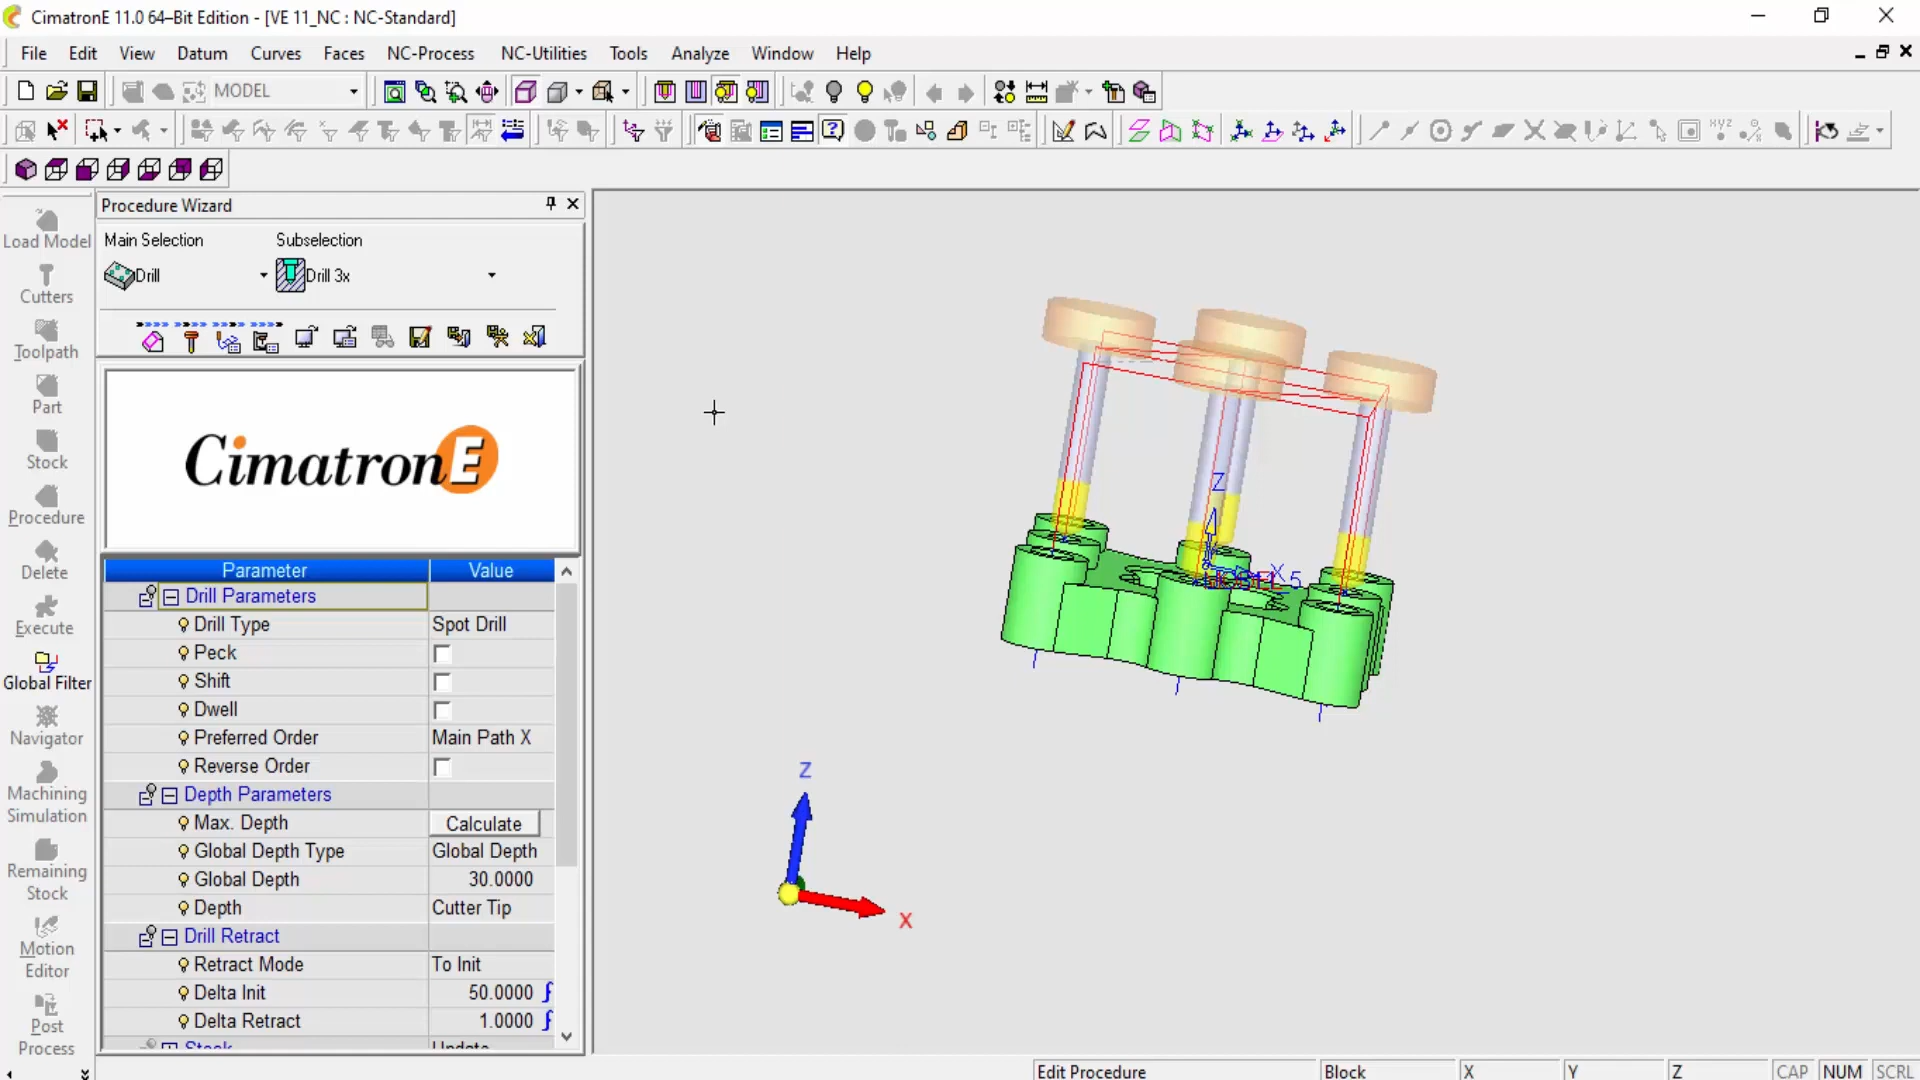 CimatronE 11.0 64–Bit Edition - [VE 11_NC : NC-Standard]
File Edit View Datum Curves Faces NC-Process NC-Utilities Tools Analyze Window Help
MODEL
XYZ
Load Model
Cutters
Toolpath
Part
Stock
Procedure
Delete
Execute
Global Filter
Navigator
Machining
Simulation
Remaining
Stock
Motion
Editor
Post
Process
Procedure Wizard
Main Selection Subselection
Drill Drill 3x
CimatronE
Parameter Value
Drill Parameters
Drill Type Spot Drill
Peck
Shift
Dwell
Preferred Order Main Path X
Reverse Order
Depth Parameters
Max. Depth Calculate
Global Depth Type Global Depth
Global Depth 30.0000
Depth Cutter Tip
Drill Retract
Retract Mode To Init
Delta Init 50.0000 f
Delta Retract 1.0000 f
Stock Update
Z
X
Z
X
Edit Procedure Block X Y Z CAP NUM SCRL